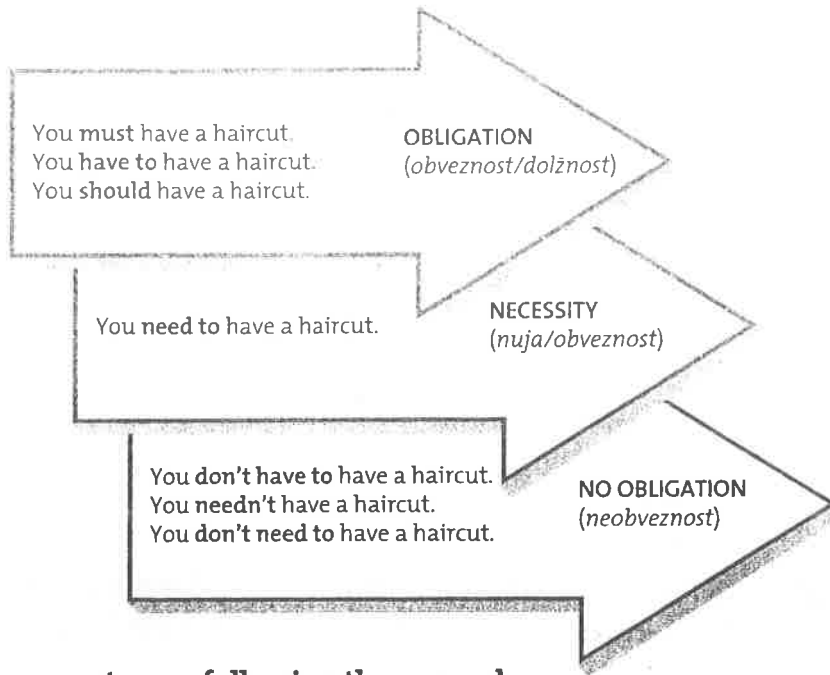 You must have a haircut.
You have to have a haircut.
You should have a haircut.
OBLIGATION
(obveznost/dolžnost)
You need to have a haircut.
NECESSITY
(nuja/obveznost)
You don't have to have a haircut.
You needn't have a haircut.
You don't need to have a haircut.
NO OBLIGATION
(neobveznost)